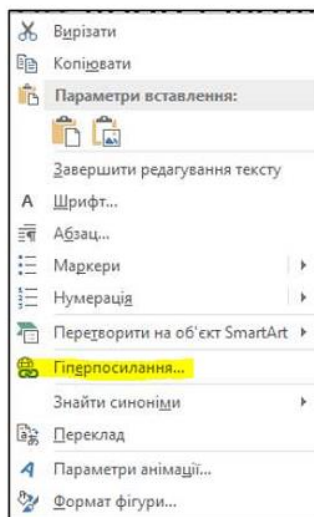 Вирізати
Копіювати
Параметри вставлення:
Завершити редагування тексту
А Шрифт...
Абзац...
Маркери
Нумерація
Перетворити на об'єкт SmartArt
Гіперпосилання...
Знайти синоніми
Переклад
Параметри анімації...
Формат фігури...